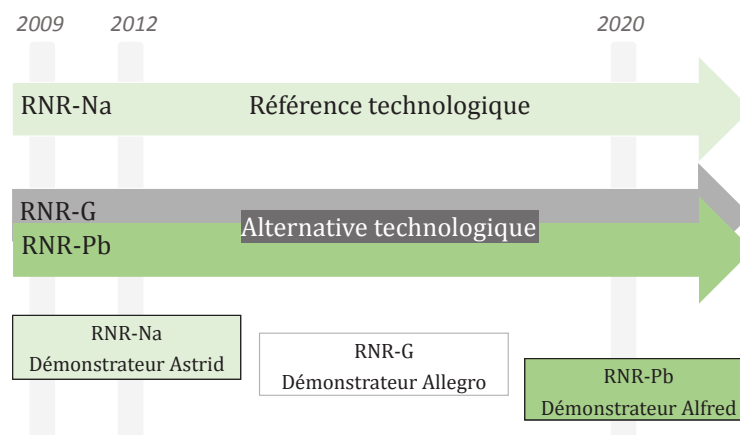 2009 2012 2020
RNR-Na Référence technologique
RNR-G
Alternative technologique
RNR-Pb
RNR-Na
Démonstrateur Astrid
RNR-G
Démonstrateur Allegro
RNR-Pb
Démonstrateur Alfred